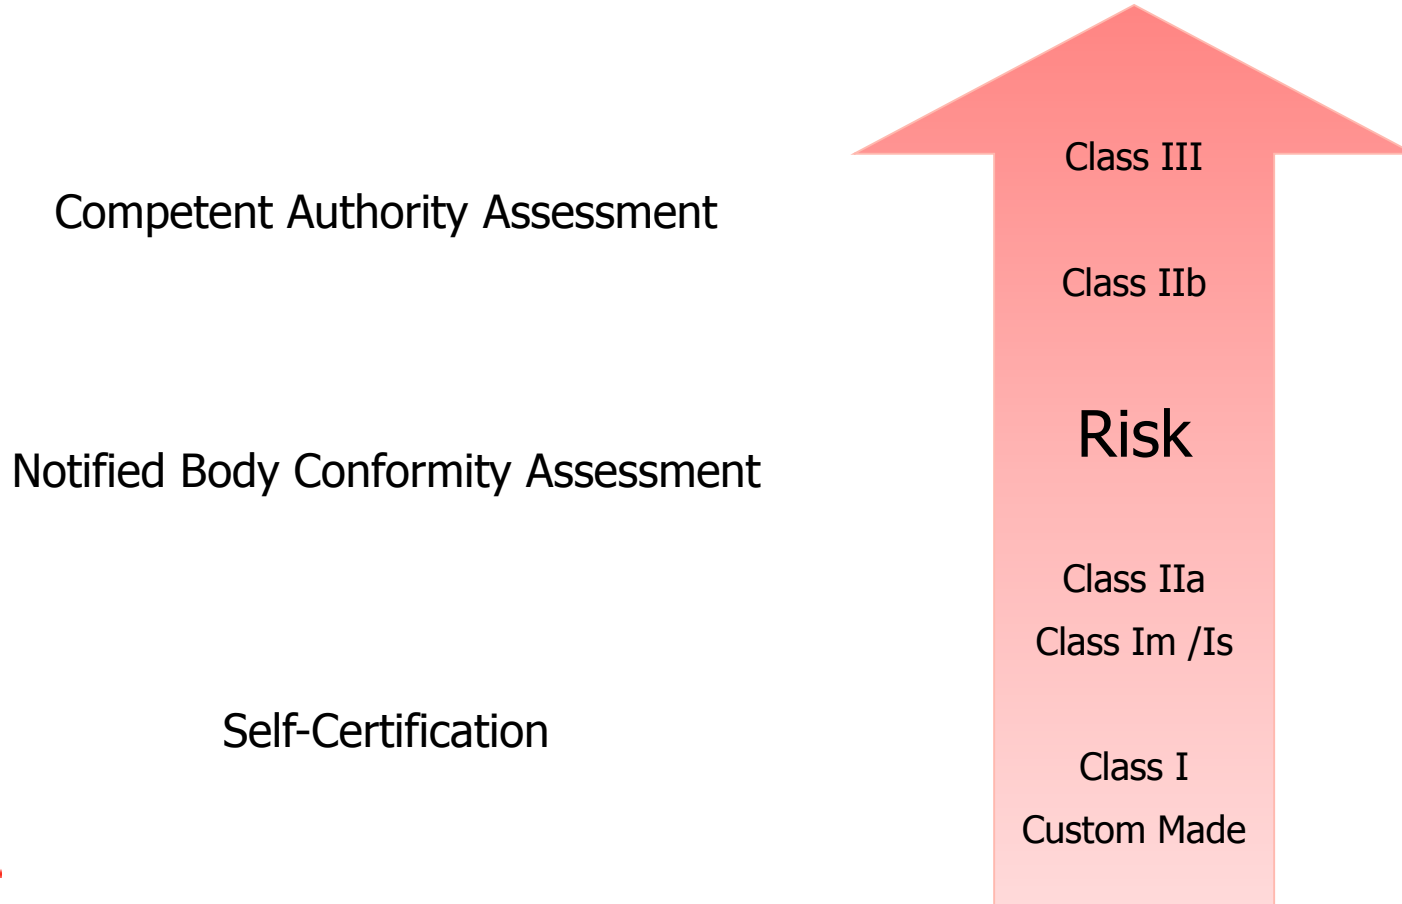 Competent Authority Assessment
Notified Body Conformity Assessment
Self-Certification
Class III
Class IIb
Risk
Class IIa
Class Im /Is
Class I
Custom Made